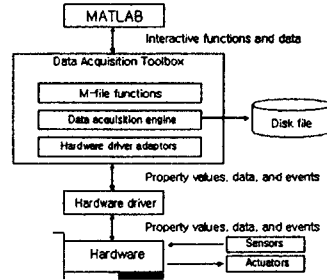 MATLAB
Interactive functions and data
Data Acquisition Toolbox
M-file functions
Data acquisition engine
Disk file
Hardware driver adaptors
Property values, data, and events
Hardware driver
Property values, data, and events
Hardware
Sensors
Actuators